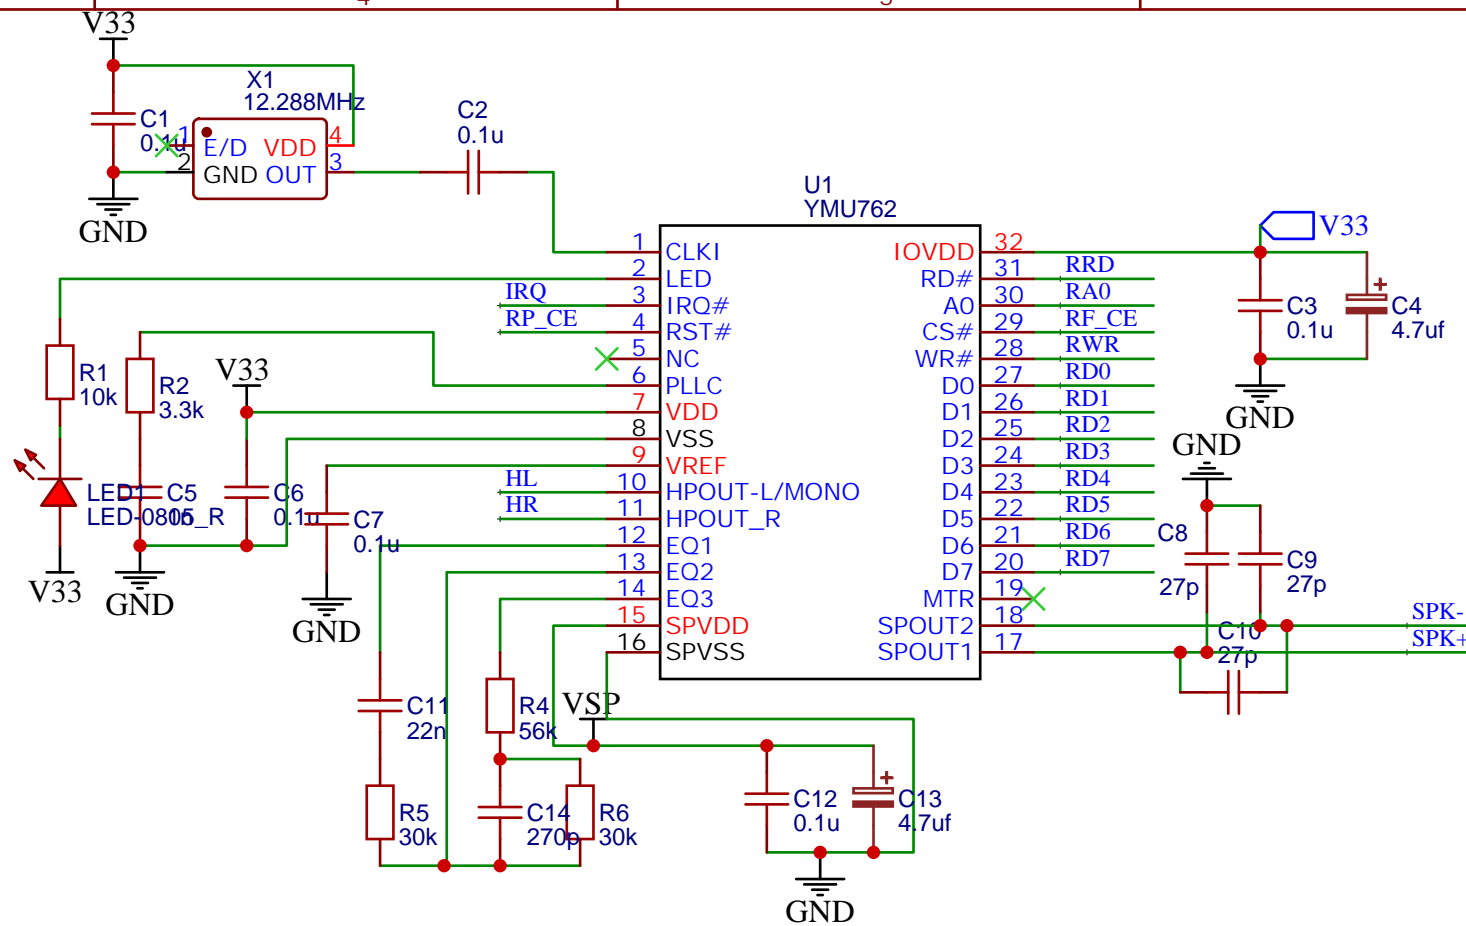 V33
X1
12.288MHz
C1
0.1u
1
E/D
VDD
4
2
GND
OUT
3
GND
C2
0.1u
U1
YMU762
1
CLKI
2
LED
IRQ
3
IRQ#
RP_CE
4
RST#
5
NC
6
PLLC
7
VDD
8
VSS
9
VREF
HL
10
HPOUT-L/MONO
HR
11
HPOUT_R
12
EQ1
13
EQ2
14
EQ3
15
SPVDD
16
SPVSS
IOVDD
32
RD#
31
RRD
A0
30
RA0
CS#
29
RF_CE
WR#
28
RWR
D0
27
RD0
D1
26
RD1
D2
25
RD2
D3
24
RD3
D4
23
RD4
D5
22
RD5
D6
21
RD6
D7
20
RD7
MTR
19
SPOUT2
18
SPOUT1
17
V33
C3
0.1u
C4
4.7uf
GND
GND
C8
27p
C9
27p
C10
27p
SPK-
SPK+
R1
10k
R2
3.3k
V33
LED1
LED-0805_R
V33
C5
GND
C6
0.1u
C7
0.1u
GND
C11
22n
R5
30k
R4
56k
C14
270p
R6
30k
VSP
C12
0.1u
C13
4.7uf
GND